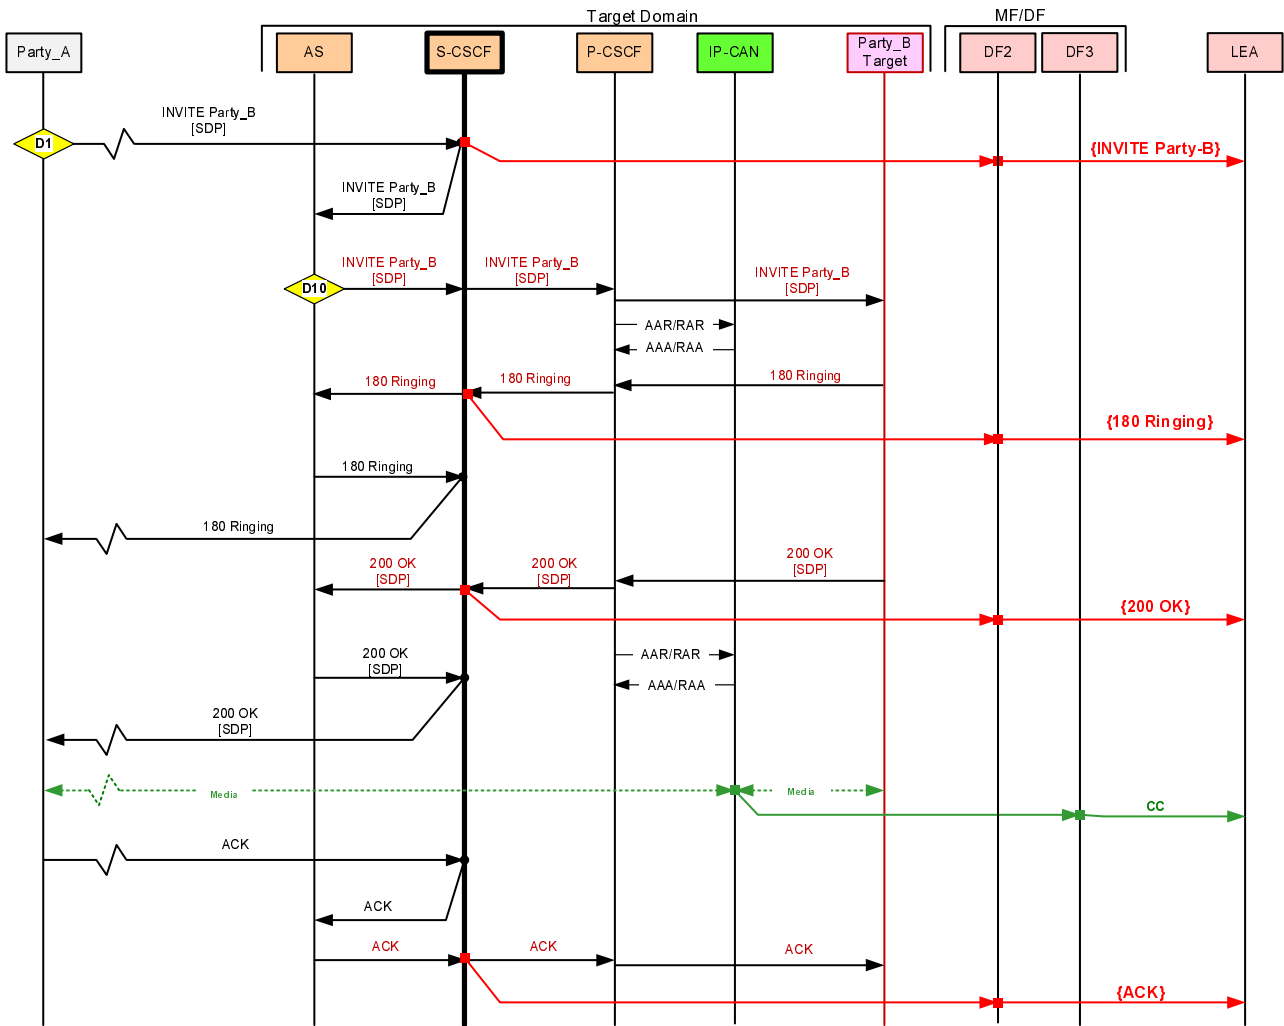 Target Domain
MF/DF
Party_A
AS
S-CSCF
P-CSCF
IP-CAN
Party_B
Target
DF2
DF3
LEA
INVITE Party_B
[SDP]
D1
{INVITE Party-B}
INVITE Party_B
[SDP]
INVITE Party_B
[SDP]
INVITE Party_B
[SDP]
INVITE Party_B
[SDP]
D10
AAR/RAR
AAA/RAA
180 Ringing
180 Ringing
180 Ringing
{180 Ringing}
180 Ringing
180 Ringing
200 OK
[SDP]
200 OK
[SDP]
200 OK
[SDP]
{200 OK}
200 OK
[SDP]
AAR/RAR
AAA/RAA
200 OK
[SDP]
Media
Media
CC
ACK
ACK
ACK
ACK
ACK
{ACK}